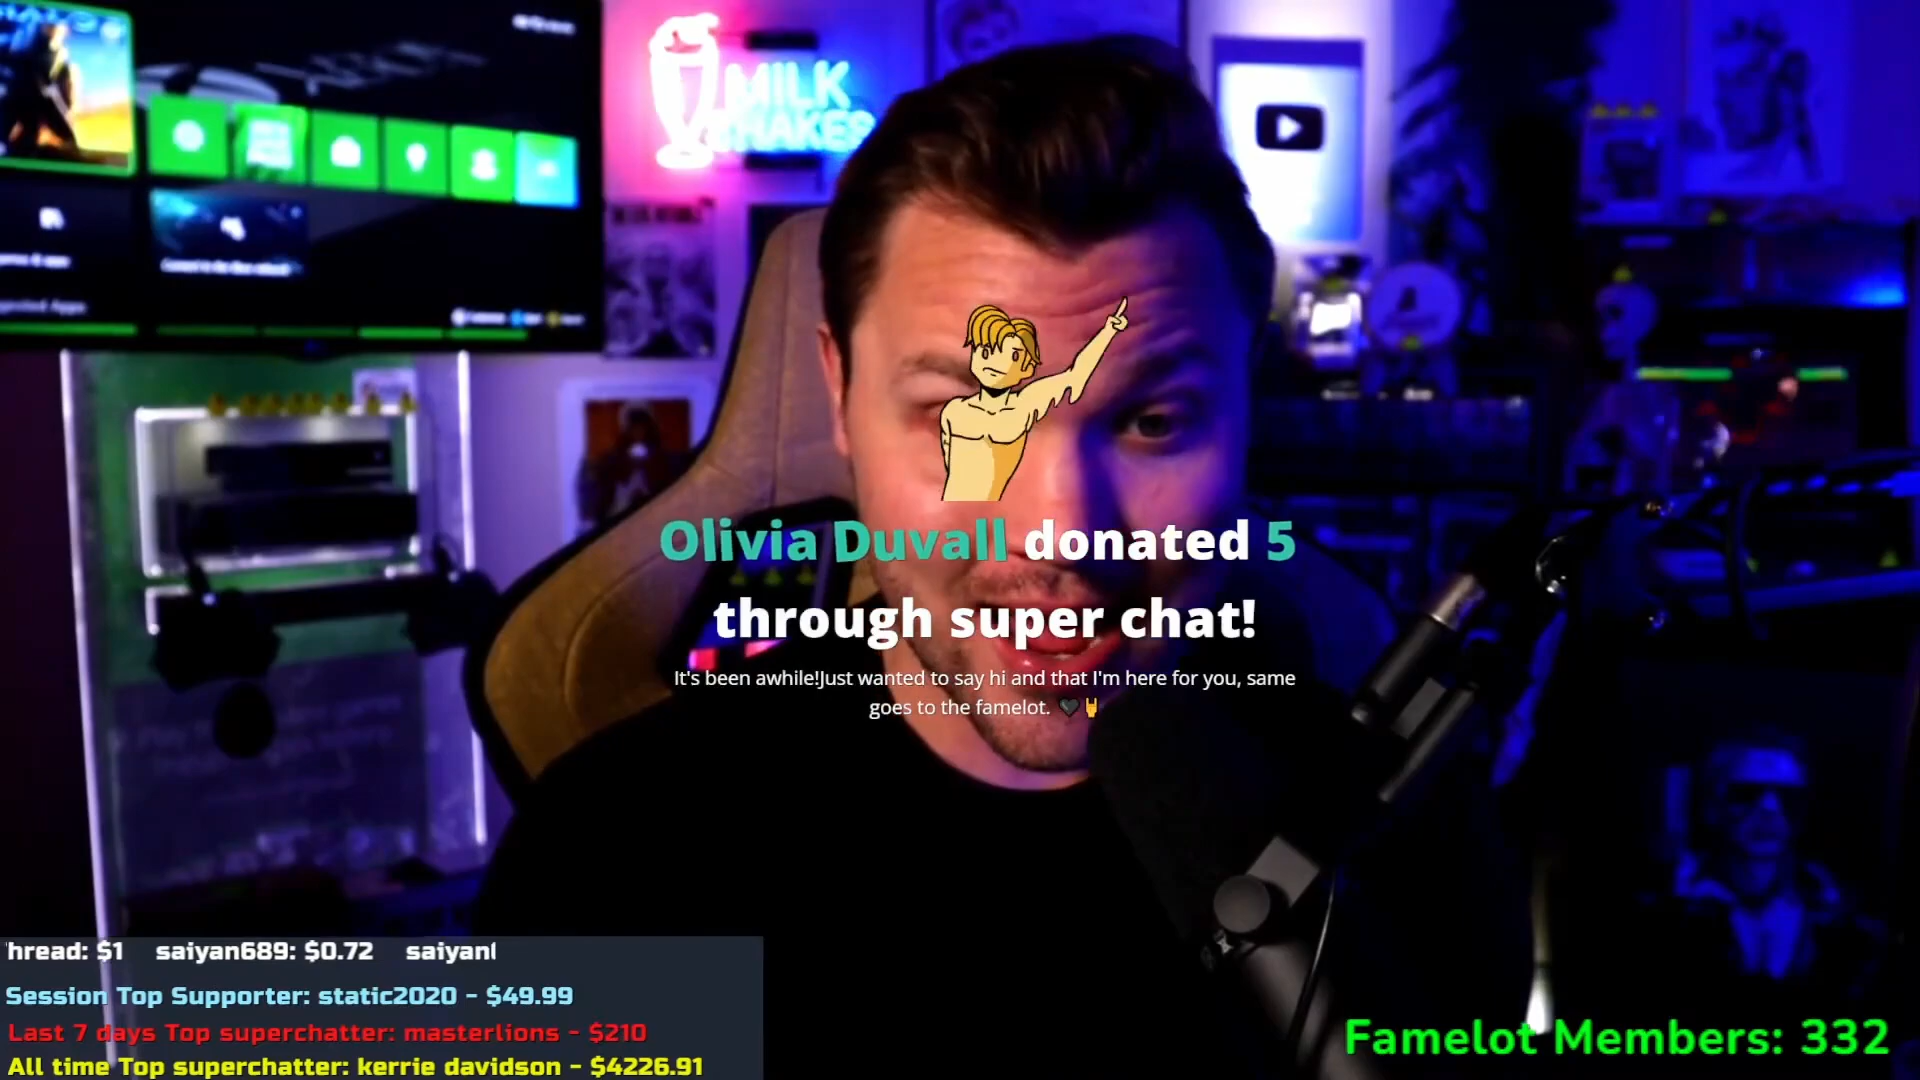 MILK
SHAKES
Olivia Duvall donated 5
through super chat!
It's been awhile!Just wanted to say hi and that I'm here for you, same
goes to the famelot. 🖤🤘
hread: $1 saiyan689: $0.72 saiyan
Session Top Supporter: static2020 - $49.99
Last 7 days Top superchatter: masterlions - $210
All time Top superchatter: kerrie davidson - $4226.91
Famelot Members: 332